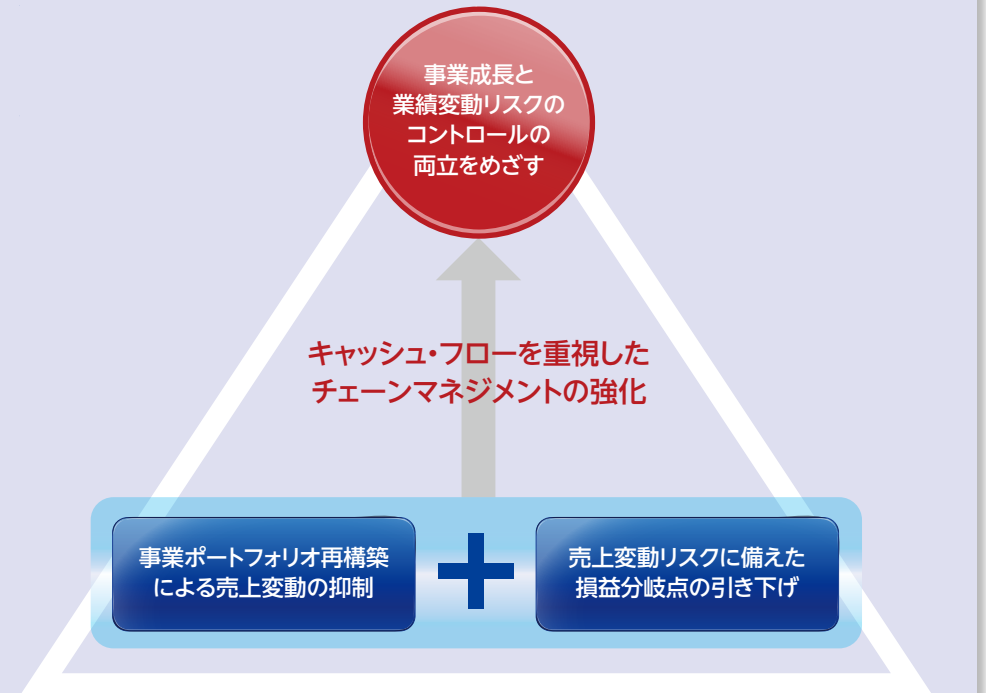 事業成長と
業績変動リスクの
コントロールの
両立をめざす
キャッシュ・フローを重視した
チェーンマネジメントの強化
事業ポートフォリオ再構築
による売上変動の抑制
売上変動リスクに備えた
損益分岐点の引き下げ